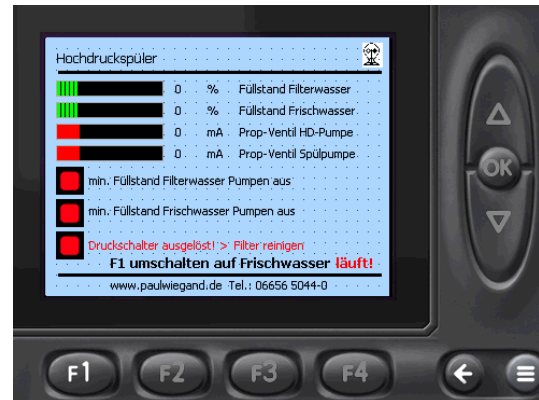 Hochdruckspüler
0 % Füllstand Filterwasser
0 % Füllstand Frischwasser
0 mA Prop-Ventil HD-Pumpe
0 mA Prop-Ventil Spülpumpe
min. Füllstand Filterwasser Pumpen aus
min. Füllstand Frischwasser Pumpen aus
Druckschalter ausgelöst! > Filter reinigen
F1 umschalten auf Frischwasser läuft!
www.paulwiegand.de Tel.: 06656 5044-0
OK
F1 F2 F3 F4